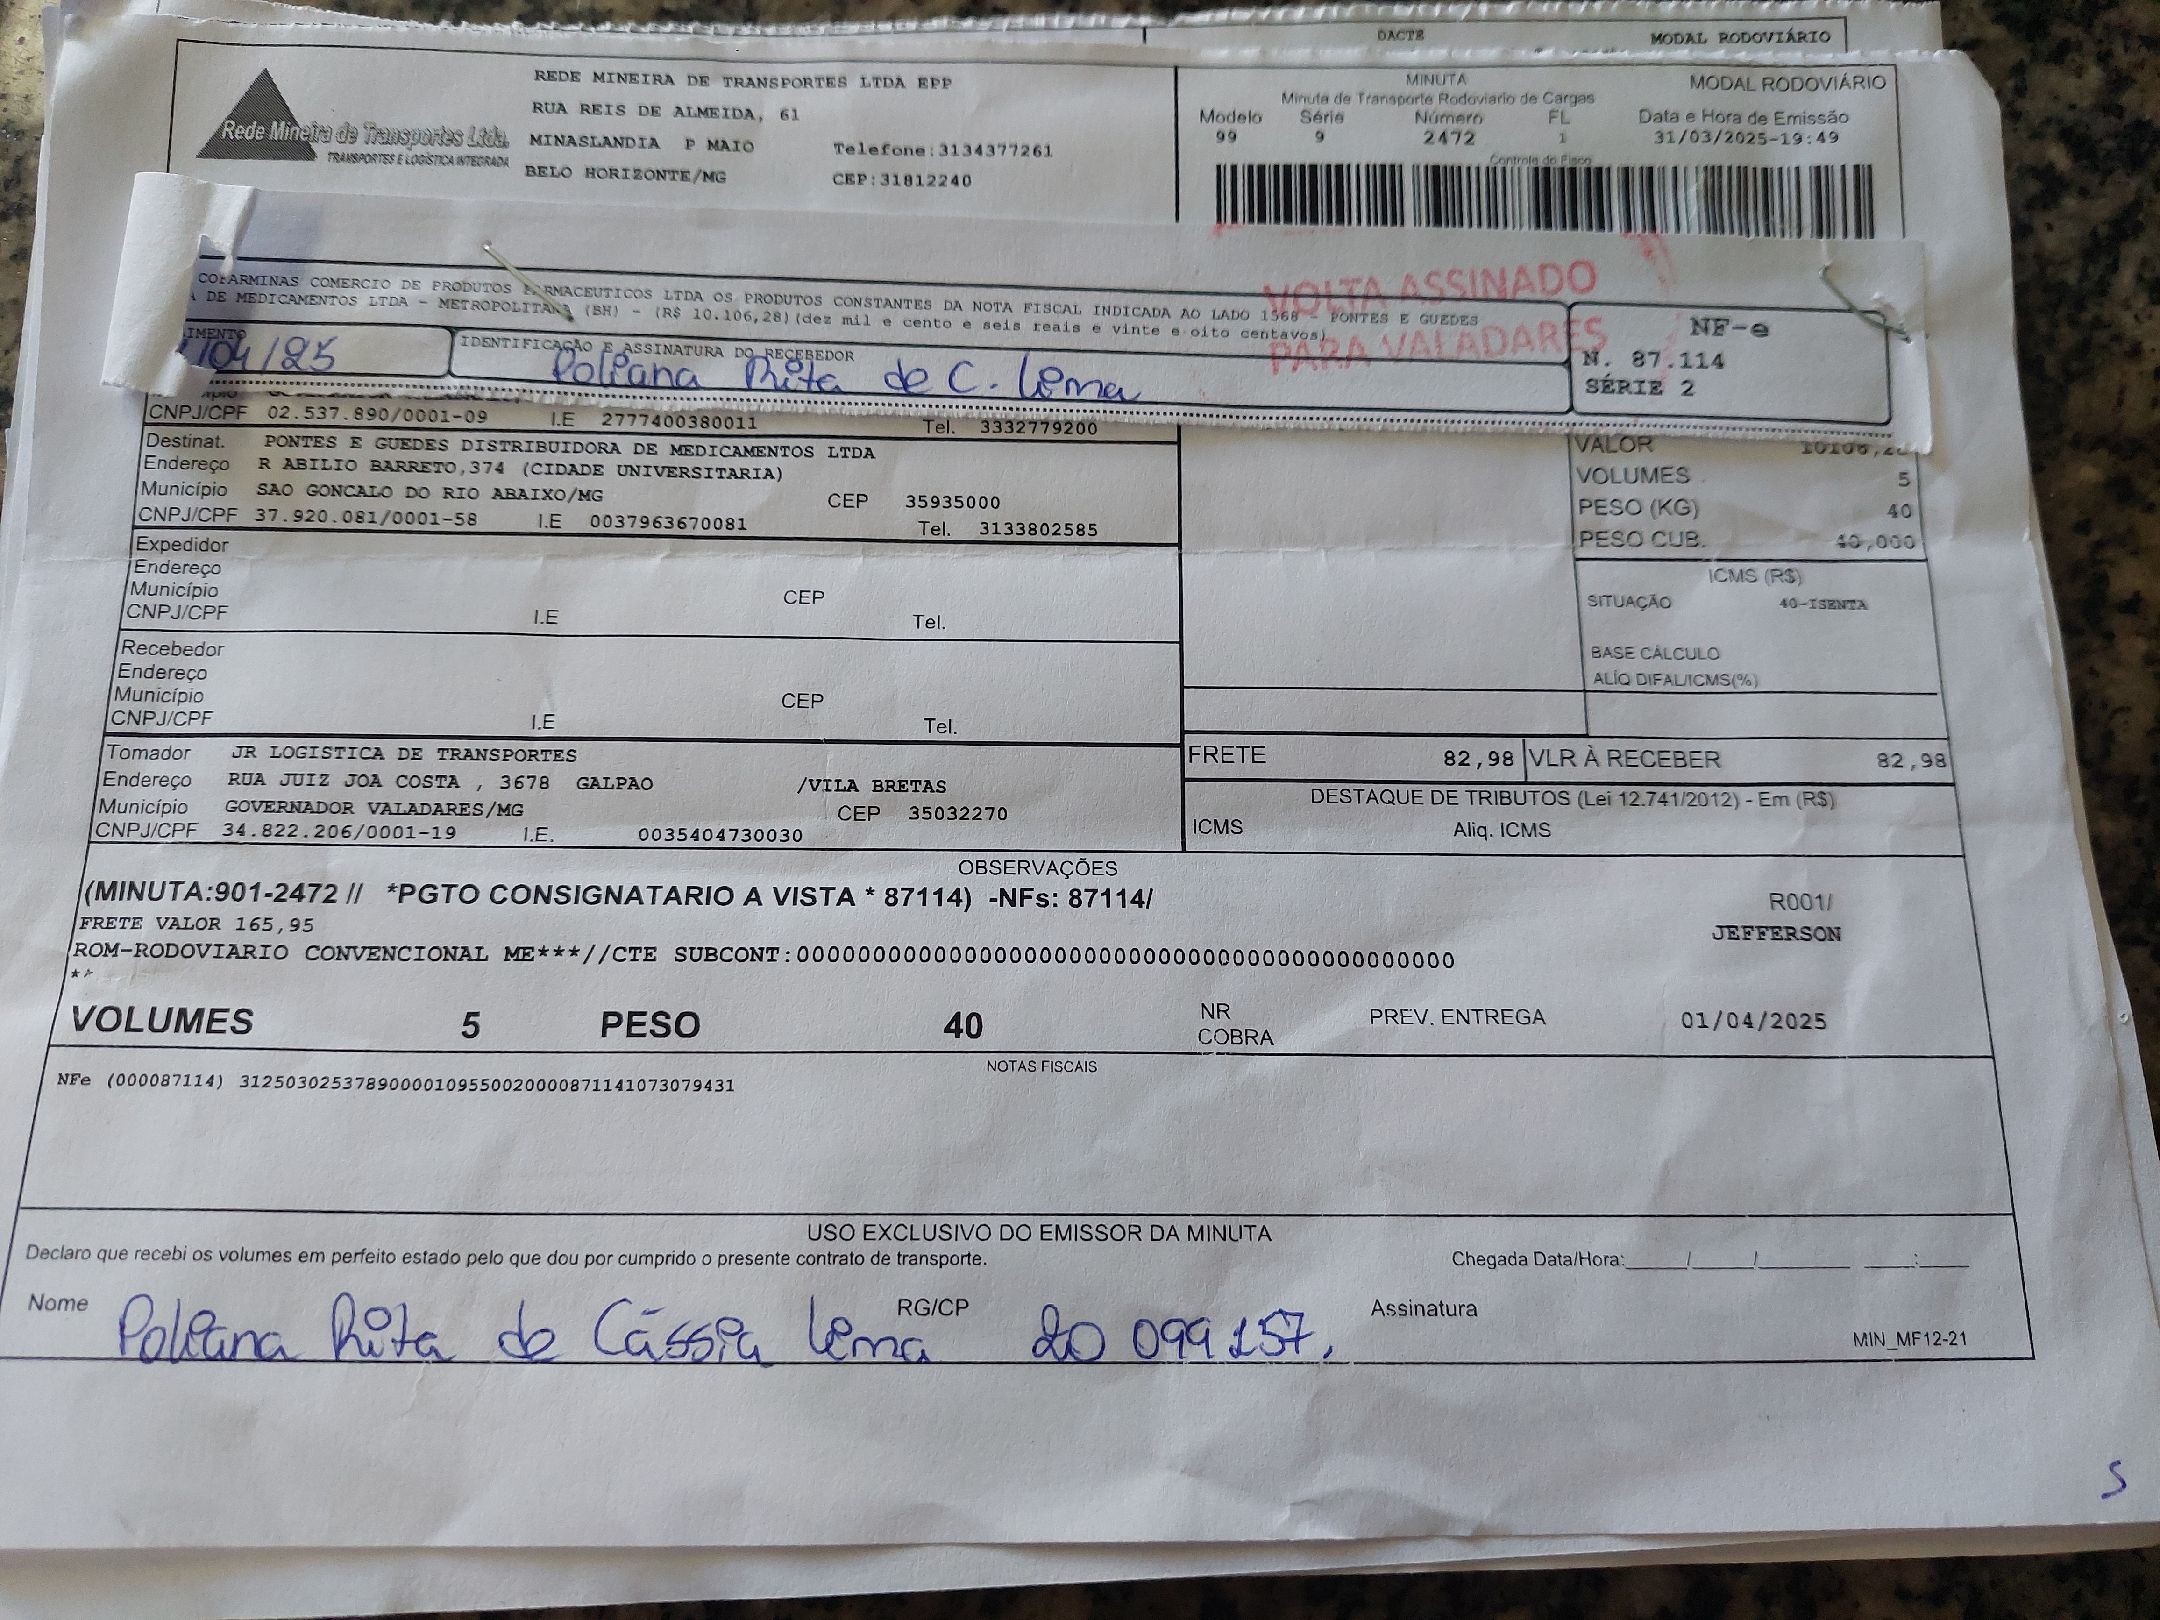 DACTE MODAL RODOVIÁRIO
Rede Mineira de Transportes Ltda.
TRANSPORTES E LOGÍSTICA INTEGRADA
REDE MINEIRA DE TRANSPORTES LTDA EPP
RUA REIS DE ALMEIDA, 61
MINASLANDIA P MAIO Telefone:3134377261
BELO HORIZONTE/MG CEP:31812240
MINUTA MODAL RODOVIÁRIO
Minuta de Transporte Rodoviario de Cargas
Modelo Série Número FL Data e Hora de Emissão
99 9 2472 1 31/03/2025-19:49
Controle do Fisco
VOLTA ASSINADO
PARA VALADARES
COFARMINAS COMERCIO DE PRODUTOS FARMACEUTICOS LTDA OS PRODUTOS CONSTANTES DA NOTA FISCAL INDICADA AO LADO 1568 - PONTES E GUEDES
DE MEDICAMENTOS LTDA - METROPOLITANA (BH) - (R$ 10.106,28)(dez mil e cento e seis reais e vinte e oito centavos)
IDENTIFICAÇÃO E ASSINATURA DO RECEBEDOR
/04/25 Poliana Rita de C. Lima
NF-e
N. 87.114
SÉRIE 2
CNPJ/CPF 02.537.890/0001-09 I.E 2777400380011 Tel. 3332779200
Destinat. PONTES E GUEDES DISTRIBUIDORA DE MEDICAMENTOS LTDA
Endereço R ABILIO BARRETO,374 (CIDADE UNIVERSITARIA)
Município SAO GONCALO DO RIO ABAIXO/MG CEP 35935000
CNPJ/CPF 37.920.081/0001-58 I.E 0037963670081 Tel. 3133802585
VALOR
VOLUMES 5
PESO (KG) 40
PESO CUB. 40,000
Expedidor
Endereço
Município CEP
CNPJ/CPF I.E Tel.
ICMS (R$)
SITUAÇÃO 40-ISENTA
BASE CÁLCULO
ALÍQ DIFAL/ICMS(%)
Recebedor
Endereço
Município CEP
CNPJ/CPF I.E Tel.
Tomador JR LOGISTICA DE TRANSPORTES
Endereço RUA JUIZ JOA COSTA , 3678 GALPAO /VILA BRETAS
Município GOVERNADOR VALADARES/MG CEP 35032270
CNPJ/CPF 34.822.206/0001-19 I.E. 0035404730030
FRETE 82,98 VLR À RECEBER 82,98
DESTAQUE DE TRIBUTOS (Lei 12.741/2012) - Em (R$)
ICMS Aliq. ICMS
OBSERVAÇÕES
(MINUTA:901-2472 // *PGTO CONSIGNATARIO A VISTA * 87114) -NFs: 87114/
FRETE VALOR 165,95
ROM-RODOVIARIO CONVENCIONAL ME***//CTE SUBCONT:00000000000000000000000000000000000000000000
**
R001/
JEFFERSON
VOLUMES 5 PESO 40 NR COBRA PREV. ENTREGA 01/04/2025
NOTAS FISCAIS
NFe (000087114) 31250302537890000109550020000871141073079431
USO EXCLUSIVO DO EMISSOR DA MINUTA
Declaro que recebi os volumes em perfeito estado pelo que dou por cumprido o presente contrato de transporte. Chegada Data/Hora:____/____/______ ____:____
Nome Poliana Rita de Cássia Lima RG/CP 20 099 157. Assinatura
MIN_MF12-21
S